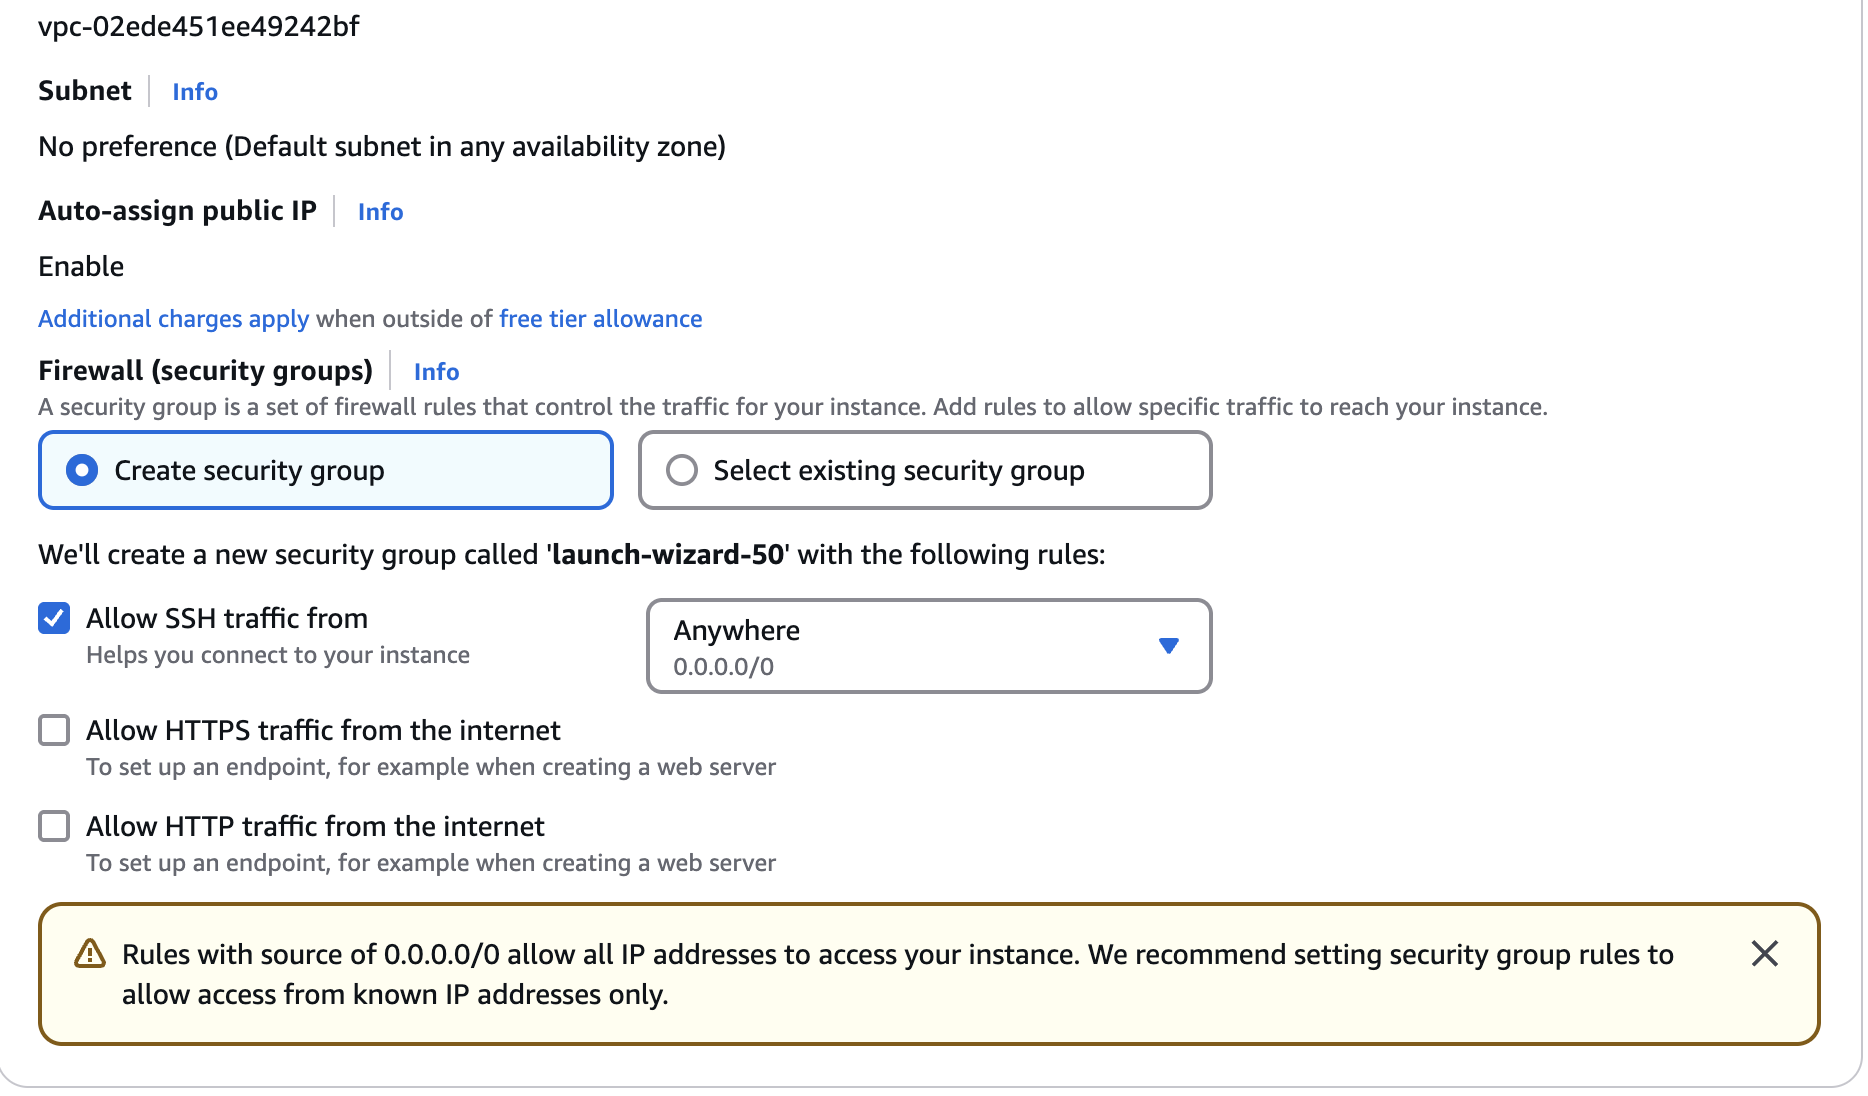 vpc-02ede451ee49242bf
Subnet Info
No preference (Default subnet in any availability zone)
Auto-assign public IP Info
Enable
Additional charges apply when outside of free tier allowance
Firewall (security groups) Info
A security group is a set of firewall rules that control the traffic for your instance. Add rules to allow specific traffic to reach your instance.
Create security group
Select existing security group
We'll create a new security group called 'launch-wizard-50' with the following rules:
Allow SSH traffic from
Helps you connect to your instance
Anywhere
0.0.0.0/0
Allow HTTPS traffic from the internet
To set up an endpoint, for example when creating a web server
Allow HTTP traffic from the internet
To set up an endpoint, for example when creating a web server
Rules with source of 0.0.0.0/0 allow all IP addresses to access your instance. We recommend setting security group rules to
allow access from known IP addresses only.